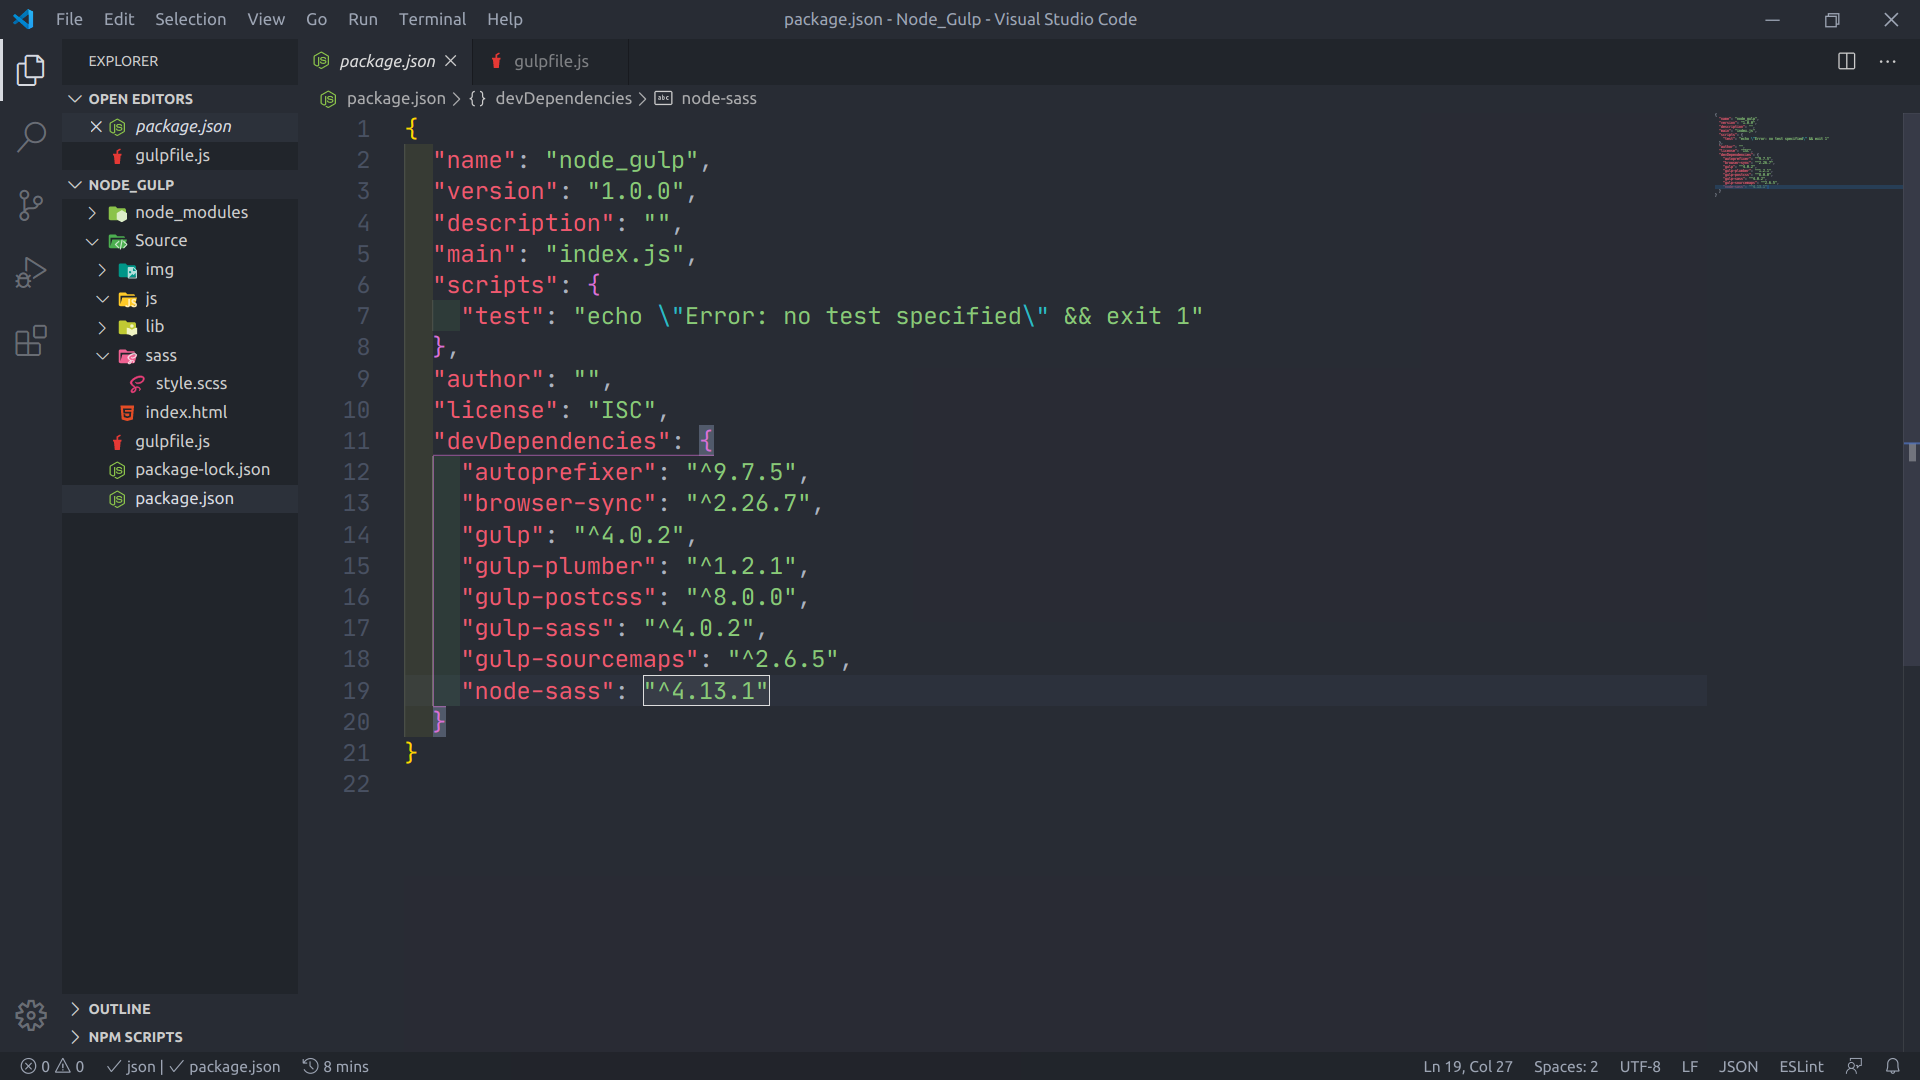 File Edit Selection View Go Run Terminal Help
package.json - Node_Gulp - Visual Studio Code
EXPLORER
OPEN EDITORS
package.json
gulpfile.js
NODE_GULP
node_modules
Source
img
js
lib
sass
style.scss
index.html
gulpfile.js
package-lock.json
package.json
OUTLINE
NPM SCRIPTS
package.json
gulpfile.js
package.json > {} devDependencies > abc node-sass
1 {
2 "name": "node_gulp",
3 "version": "1.0.0",
4 "description": "",
5 "main": "index.js",
6 "scripts": {
7 "test": "echo \"Error: no test specified\" && exit 1"
8 },
9 "author": "",
10 "license": "ISC",
11 "devDependencies": {
12 "autoprefixer": "^9.7.5",
13 "browser-sync": "^2.26.7",
14 "gulp": "^4.0.2",
15 "gulp-plumber": "^1.2.1",
16 "gulp-postcss": "^8.0.0",
17 "gulp-sass": "^4.0.2",
18 "gulp-sourcemaps": "^2.6.5",
19 "node-sass": "^4.13.1"
20 }
21 }
22
0 0 json | package.json 8 mins
Ln 19, Col 27 Spaces: 2 UTF-8 LF JSON ESLint